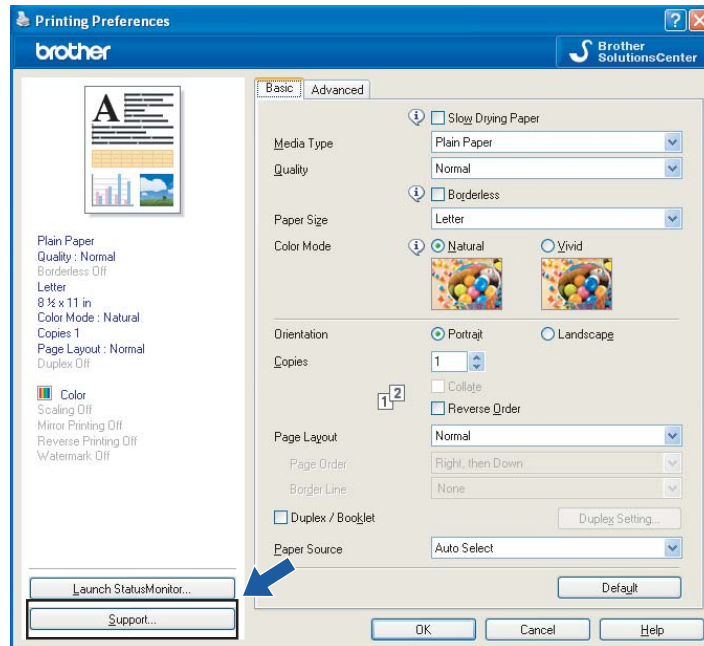 Printing Preferences
brother
Brother
SolutionsCenter
A
Plain Paper
Quality : Normal
Borderless Off
Letter
8 ½ x 11 in
Color Mode : Natural
Copies 1
Page Layout : Normal
Duplex Off
Color
Scaling Off
Mirror Printing Off
Reverse Printing Off
Watermark Off
Launch StatusMonitor...
Support...
Basic
Advanced
Slow Drying Paper
Media Type
Plain Paper
Quality
Normal
Borderless
Paper Size
Letter
Color Mode
Natural
Vivid
Orientation
Portrait
Landscape
Copies
1
1 2
Collate
Reverse Order
Page Layout
Normal
Page Order
Right, then Down
Border Line
None
Duplex / Booklet
Duplex Setting...
Paper Source
Auto Select
Default
OK
Cancel
Help